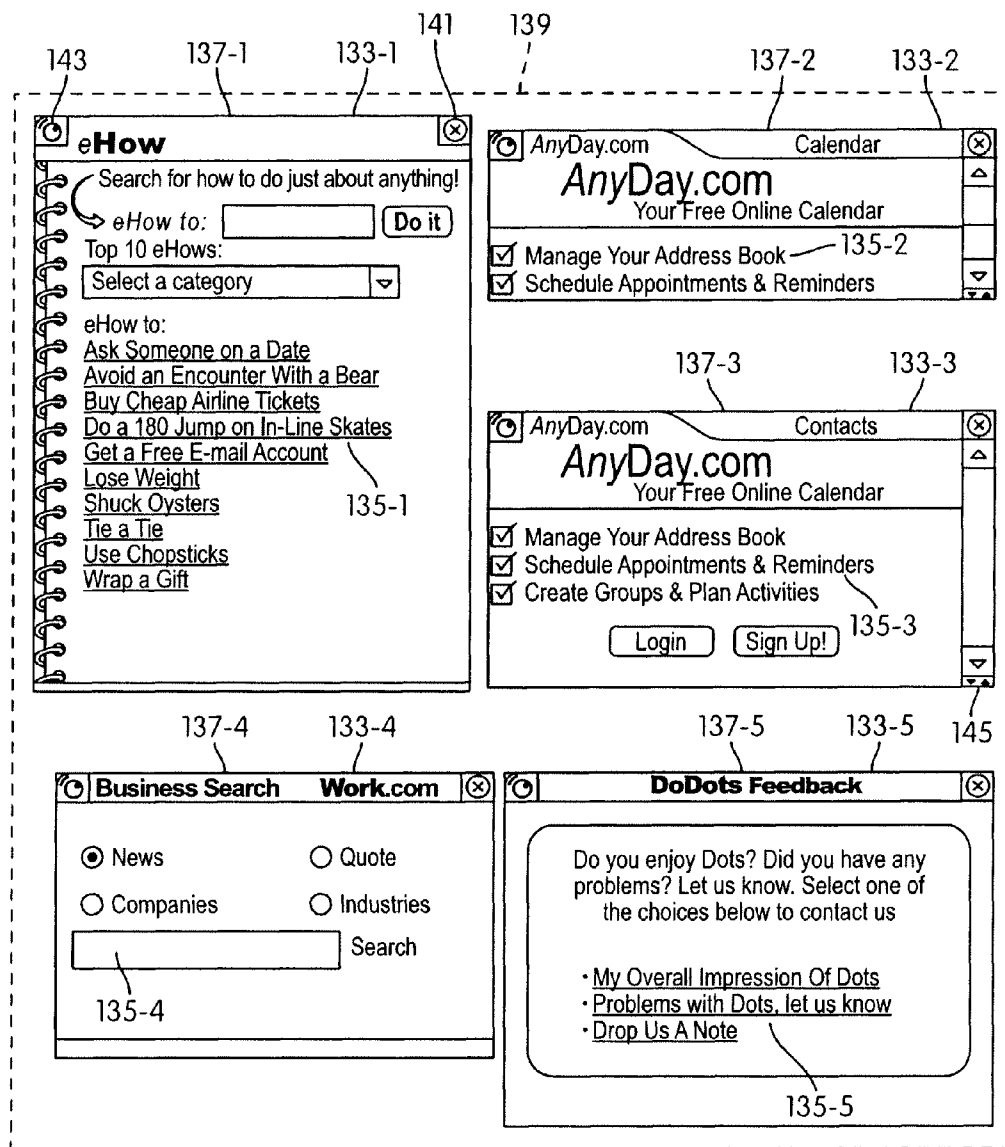 143 137-1 133-1 141 139 137-2 133-2
eHow
Search for how to do just about anything!
eHow to: Do it
Top 10 eHows:
Select a category
eHow to:
Ask Someone on a Date
Avoid an Encounter With a Bear
Buy Cheap Airline Tickets
Do a 180 Jump on In-Line Skates
Get a Free E-mail Account
Lose Weight
Shuck Oysters
Tie a Tie
Use Chopsticks
Wrap a Gift
135-1
AnyDay.com Calendar
AnyDay.com
Your Free Online Calendar
Manage Your Address Book 135-2
Schedule Appointments & Reminders
137-3 133-3
AnyDay.com Contacts
AnyDay.com
Your Free Online Calendar
Manage Your Address Book
Schedule Appointments & Reminders
Create Groups & Plan Activities
135-3
Login Sign Up!
145
137-4 133-4
Business Search Work.com
News Quote
Companies Industries
Search
135-4
137-5 133-5
DoDots Feedback
Do you enjoy Dots? Did you have any
problems? Let us know. Select one of
the choices below to contact us
· My Overall Impression Of Dots
· Problems with Dots, let us know
· Drop Us A Note
135-5